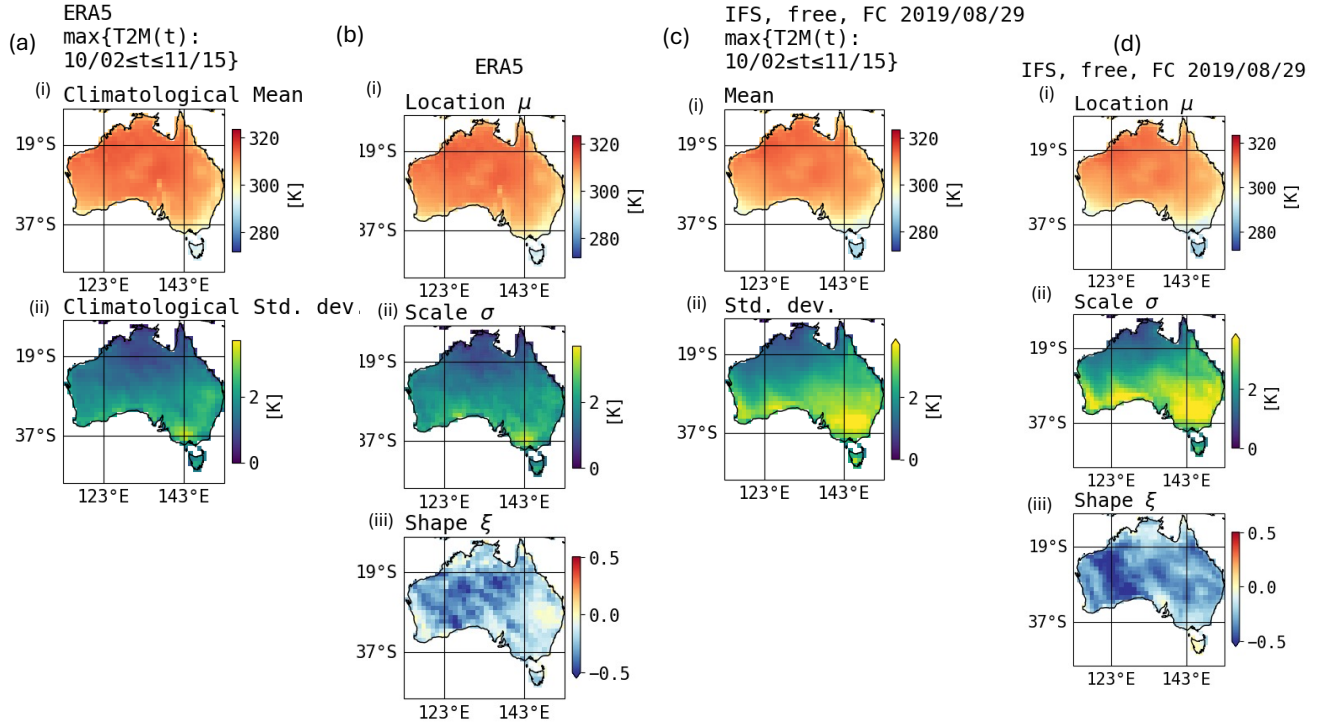 (a)
ERA5
max{T2M(t):
10/02≤t≤11/15}
(i) Climatological Mean
19°S
37°S
123°E 143°E
320
300
280
[K]
(ii) Climatological Std. dev.
19°S
37°S
123°E 143°E
2
0
[K]
(b)
ERA5
(i) Location μ
19°S
37°S
123°E 143°E
320
300
280
[K]
(ii) Scale σ
19°S
37°S
123°E 143°E
2
0
[K]
(iii) Shape ξ
19°S
37°S
123°E 143°E
0.5
0.0
−0.5
(c)
IFS, free, FC 2019/08/29
max{T2M(t):
10/02≤t≤11/15}
(i) Mean
19°S
37°S
123°E 143°E
320
300
280
[K]
(ii) Std. dev.
19°S
37°S
123°E 143°E
2
0
[K]
(d)
IFS, free, FC 2019/08/29
(i) Location μ
19°S
37°S
123°E 143°E
320
300
280
[K]
(ii) Scale σ
19°S
37°S
123°E 143°E
2
0
[K]
(iii) Shape ξ
19°S
37°S
123°E 143°E
0.5
0.0
−0.5